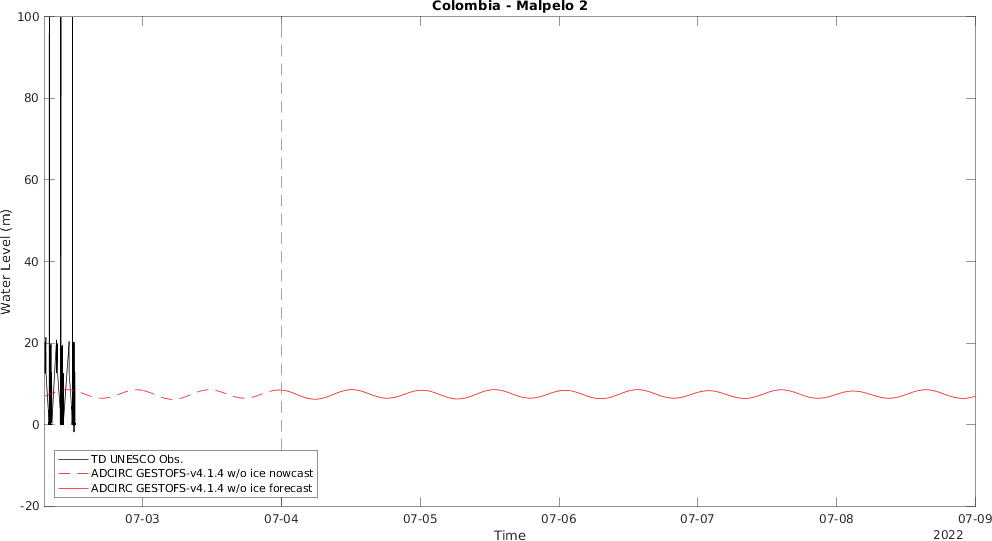 Colombia - Malpelo 2
Water Level (m)
100
80
60
40
20
0
-20
TD UNESCO Obs.
ADCIRC GESTOFS-v4.1.4 w/o ice nowcast
ADCIRC GESTOFS-v4.1.4 w/o ice forecast
07-03 07-04 07-05 07-06 07-07 07-08 07-09
Time
2022